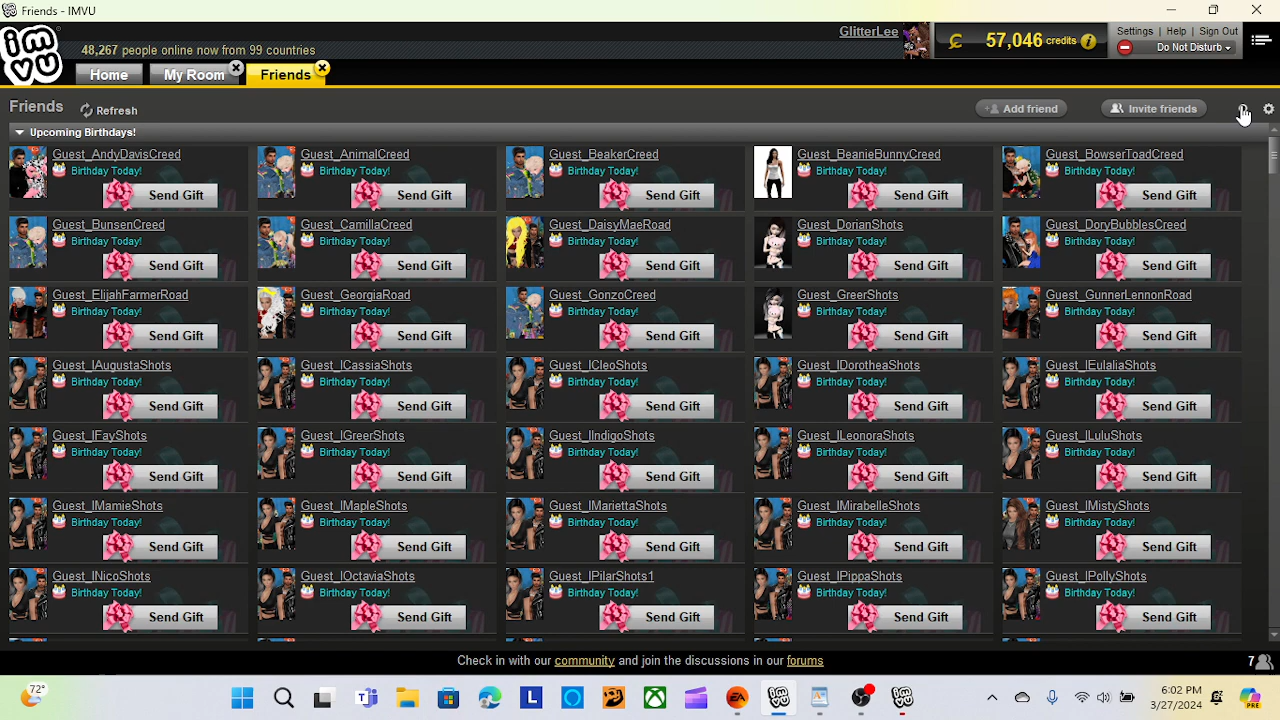 Friends - IMVU
imvu
48,267 people online now from 99 countries
GlitterLee
57,046 credits
Settings | Help | Sign Out
Do Not Disturb
Home
My Room
Friends
Friends
Refresh
Add friend
Invite friends
Upcoming Birthdays!
Guest_AndyDavisCreed Guest_AnimalCreed Guest_BeakerCreed Guest_BeanieBunnyCreed Guest_BowserToadCreed
Birthday Today! Birthday Today! Birthday Today! Birthday Today! Birthday Today!
Send Gift Send Gift Send Gift Send Gift Send Gift
Guest_BunsenCreed Guest_CamillaCreed Guest_DaisyMaeRoad Guest_DorianShots Guest_DoryBubblesCreed
Birthday Today! Birthday Today! Birthday Today! Birthday Today! Birthday Today!
Send Gift Send Gift Send Gift Send Gift Send Gift
Guest_ElijahFarmerRoad Guest_GeorgiaRoad Guest_GonzoCreed Guest_GreerShots Guest_GunnerLennonRoad
Birthday Today! Birthday Today! Birthday Today! Birthday Today! Birthday Today!
Send Gift Send Gift Send Gift Send Gift Send Gift
Guest_IAugustaShots Guest_ICassiaShots Guest_ICleoShots Guest_IDorotheaShots Guest_IEulaliaShots
Birthday Today! Birthday Today! Birthday Today! Birthday Today! Birthday Today!
Send Gift Send Gift Send Gift Send Gift Send Gift
Guest_IFayShots Guest_IGreerShots Guest_IIndigoShots Guest_ILeonoraShots Guest_ILuluShots
Birthday Today! Birthday Today! Birthday Today! Birthday Today! Birthday Today!
Send Gift Send Gift Send Gift Send Gift Send Gift
Guest_IMamieShots Guest_IMapleShots Guest_IMariettaShots Guest_IMirabelleShots Guest_IMistyShots
Birthday Today! Birthday Today! Birthday Today! Birthday Today! Birthday Today!
Send Gift Send Gift Send Gift Send Gift Send Gift
Guest_INicoShots Guest_IOctaviaShots Guest_IPilarShots1 Guest_IPippaShots Guest_IPollyShots
Birthday Today! Birthday Today! Birthday Today! Birthday Today! Birthday Today!
Send Gift Send Gift Send Gift Send Gift Send Gift
Check in with our community and join the discussions in our forums
7
72°
6:02 PM
3/27/2024
PRE